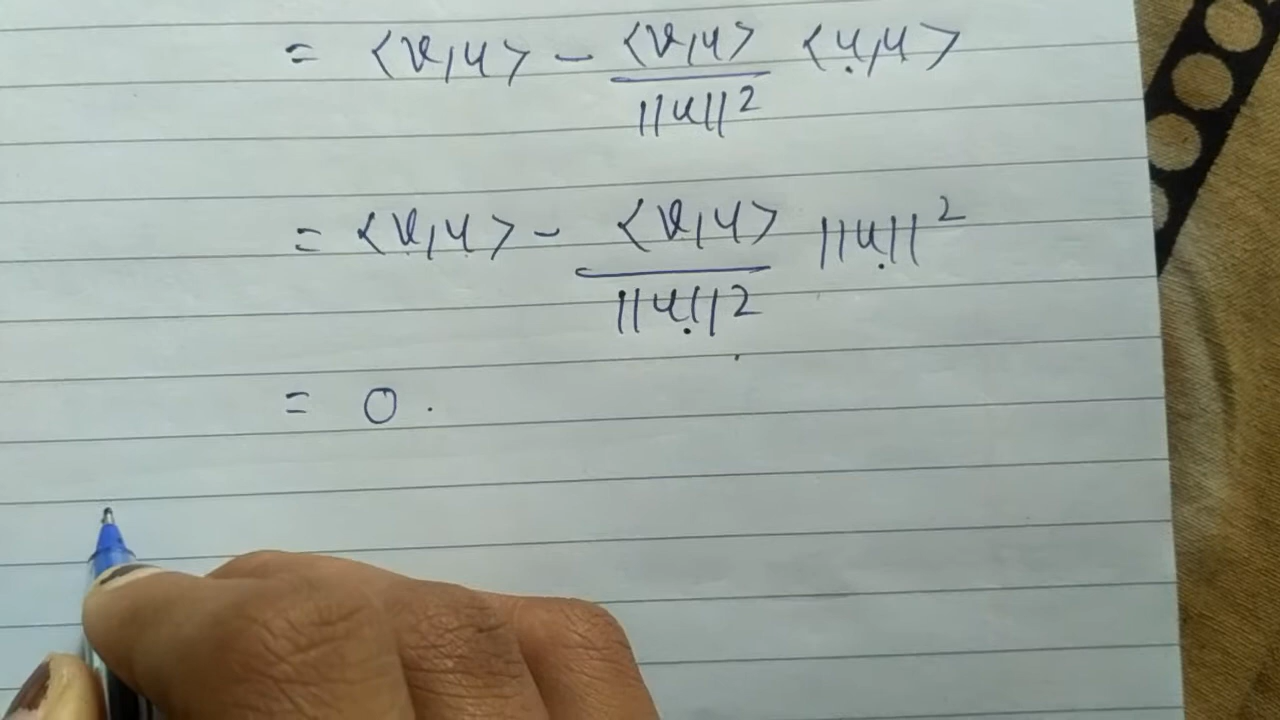 = <v,u> - <v,u>/||u||² <u,u>
= <v,u> - <v,u>/||u||² ||u||²
= 0.